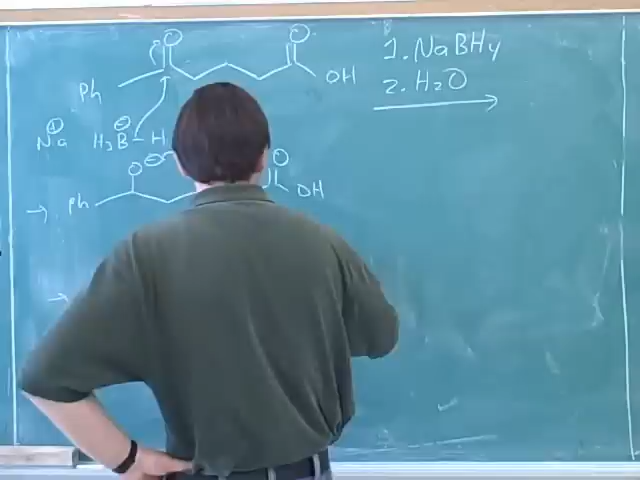 O O 1. NaBH4
Ph OH 2. H2O
⊕ ⊖
Na H3B - H
O ⊖ O
→ Ph OH
→